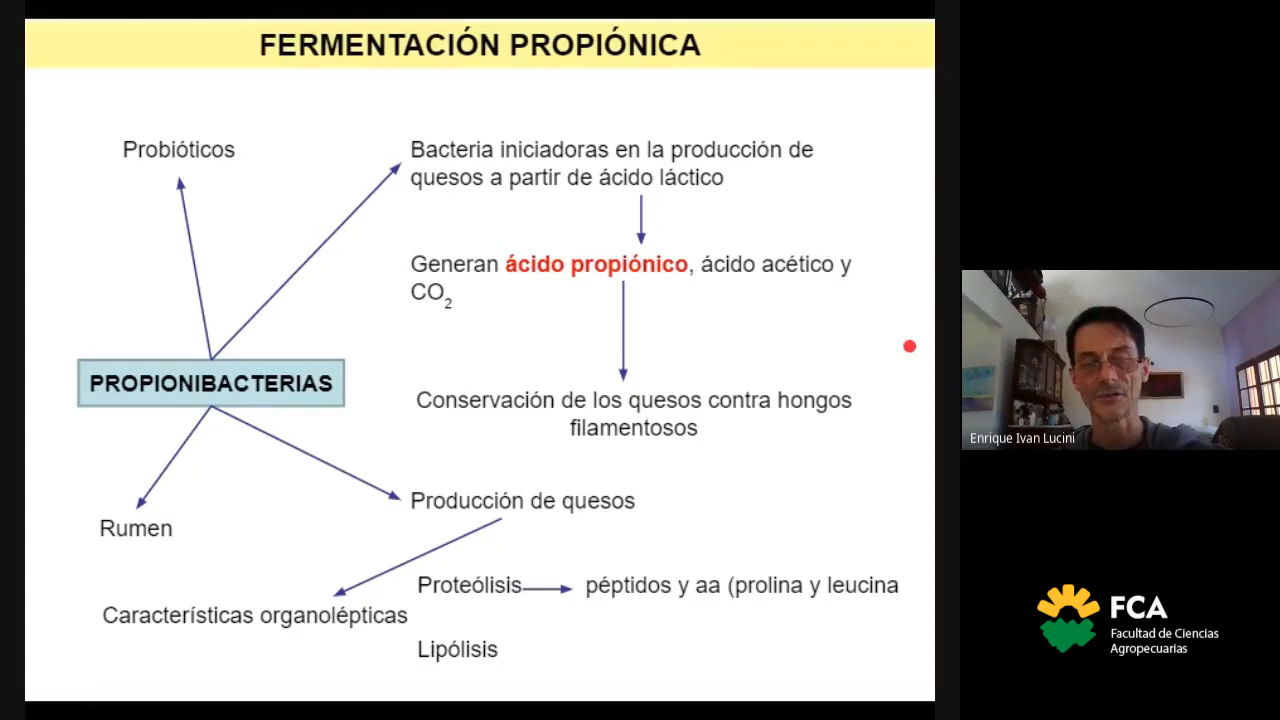 FERMENTACIÓN PROPIÓNICA
Probióticos
Bacteria iniciadoras en la producción de
quesos a partir de ácido láctico
Generan ácido propiónico, ácido acético y
CO2
PROPIONIBACTERIAS
Conservación de los quesos contra hongos
filamentosos
Producción de quesos
Rumen
Proteólisis péptidos y aa (prolina y leucina
Características organolépticas
Lipólisis
Enrique Ivan Lucini
FCA
Facultad de Ciencias
Agropecuarias